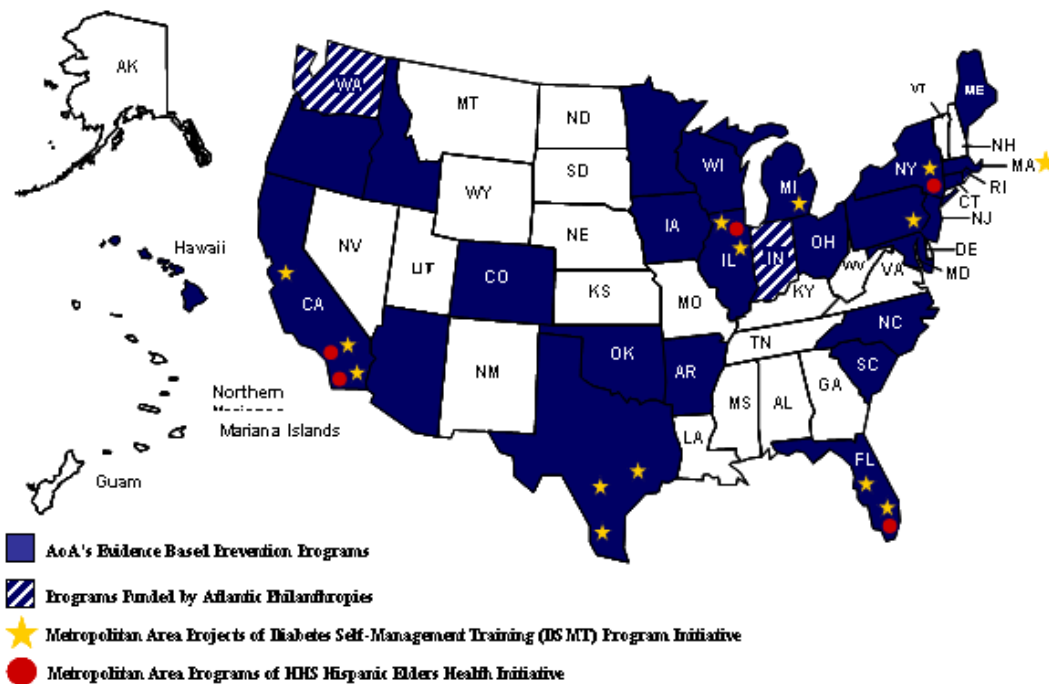 AK
WA
MT
ND
VT
ME
NH
MA
RI
CT
NJ
NY
MI
WI
SD
WY
IA
NE
NV
UT
CO
IL
IN
OH
DE
MD
WV
VA
Hawaii
CA
KS
MO
KY
NC
TN
OK
AR
SC
NM
MS
AL
GA
LA
FL
Northern
Mariana Islands
Guam
AoA's Evidence Based Prevention Programs
Programs Funded by Atlantic Philanthropies
Metropolitan Area Projects of Diabetes Self-Management Training (DSMT) Program Initiative
Metropolitan Area Programs of HHS Hispanic Elders Health Initiative